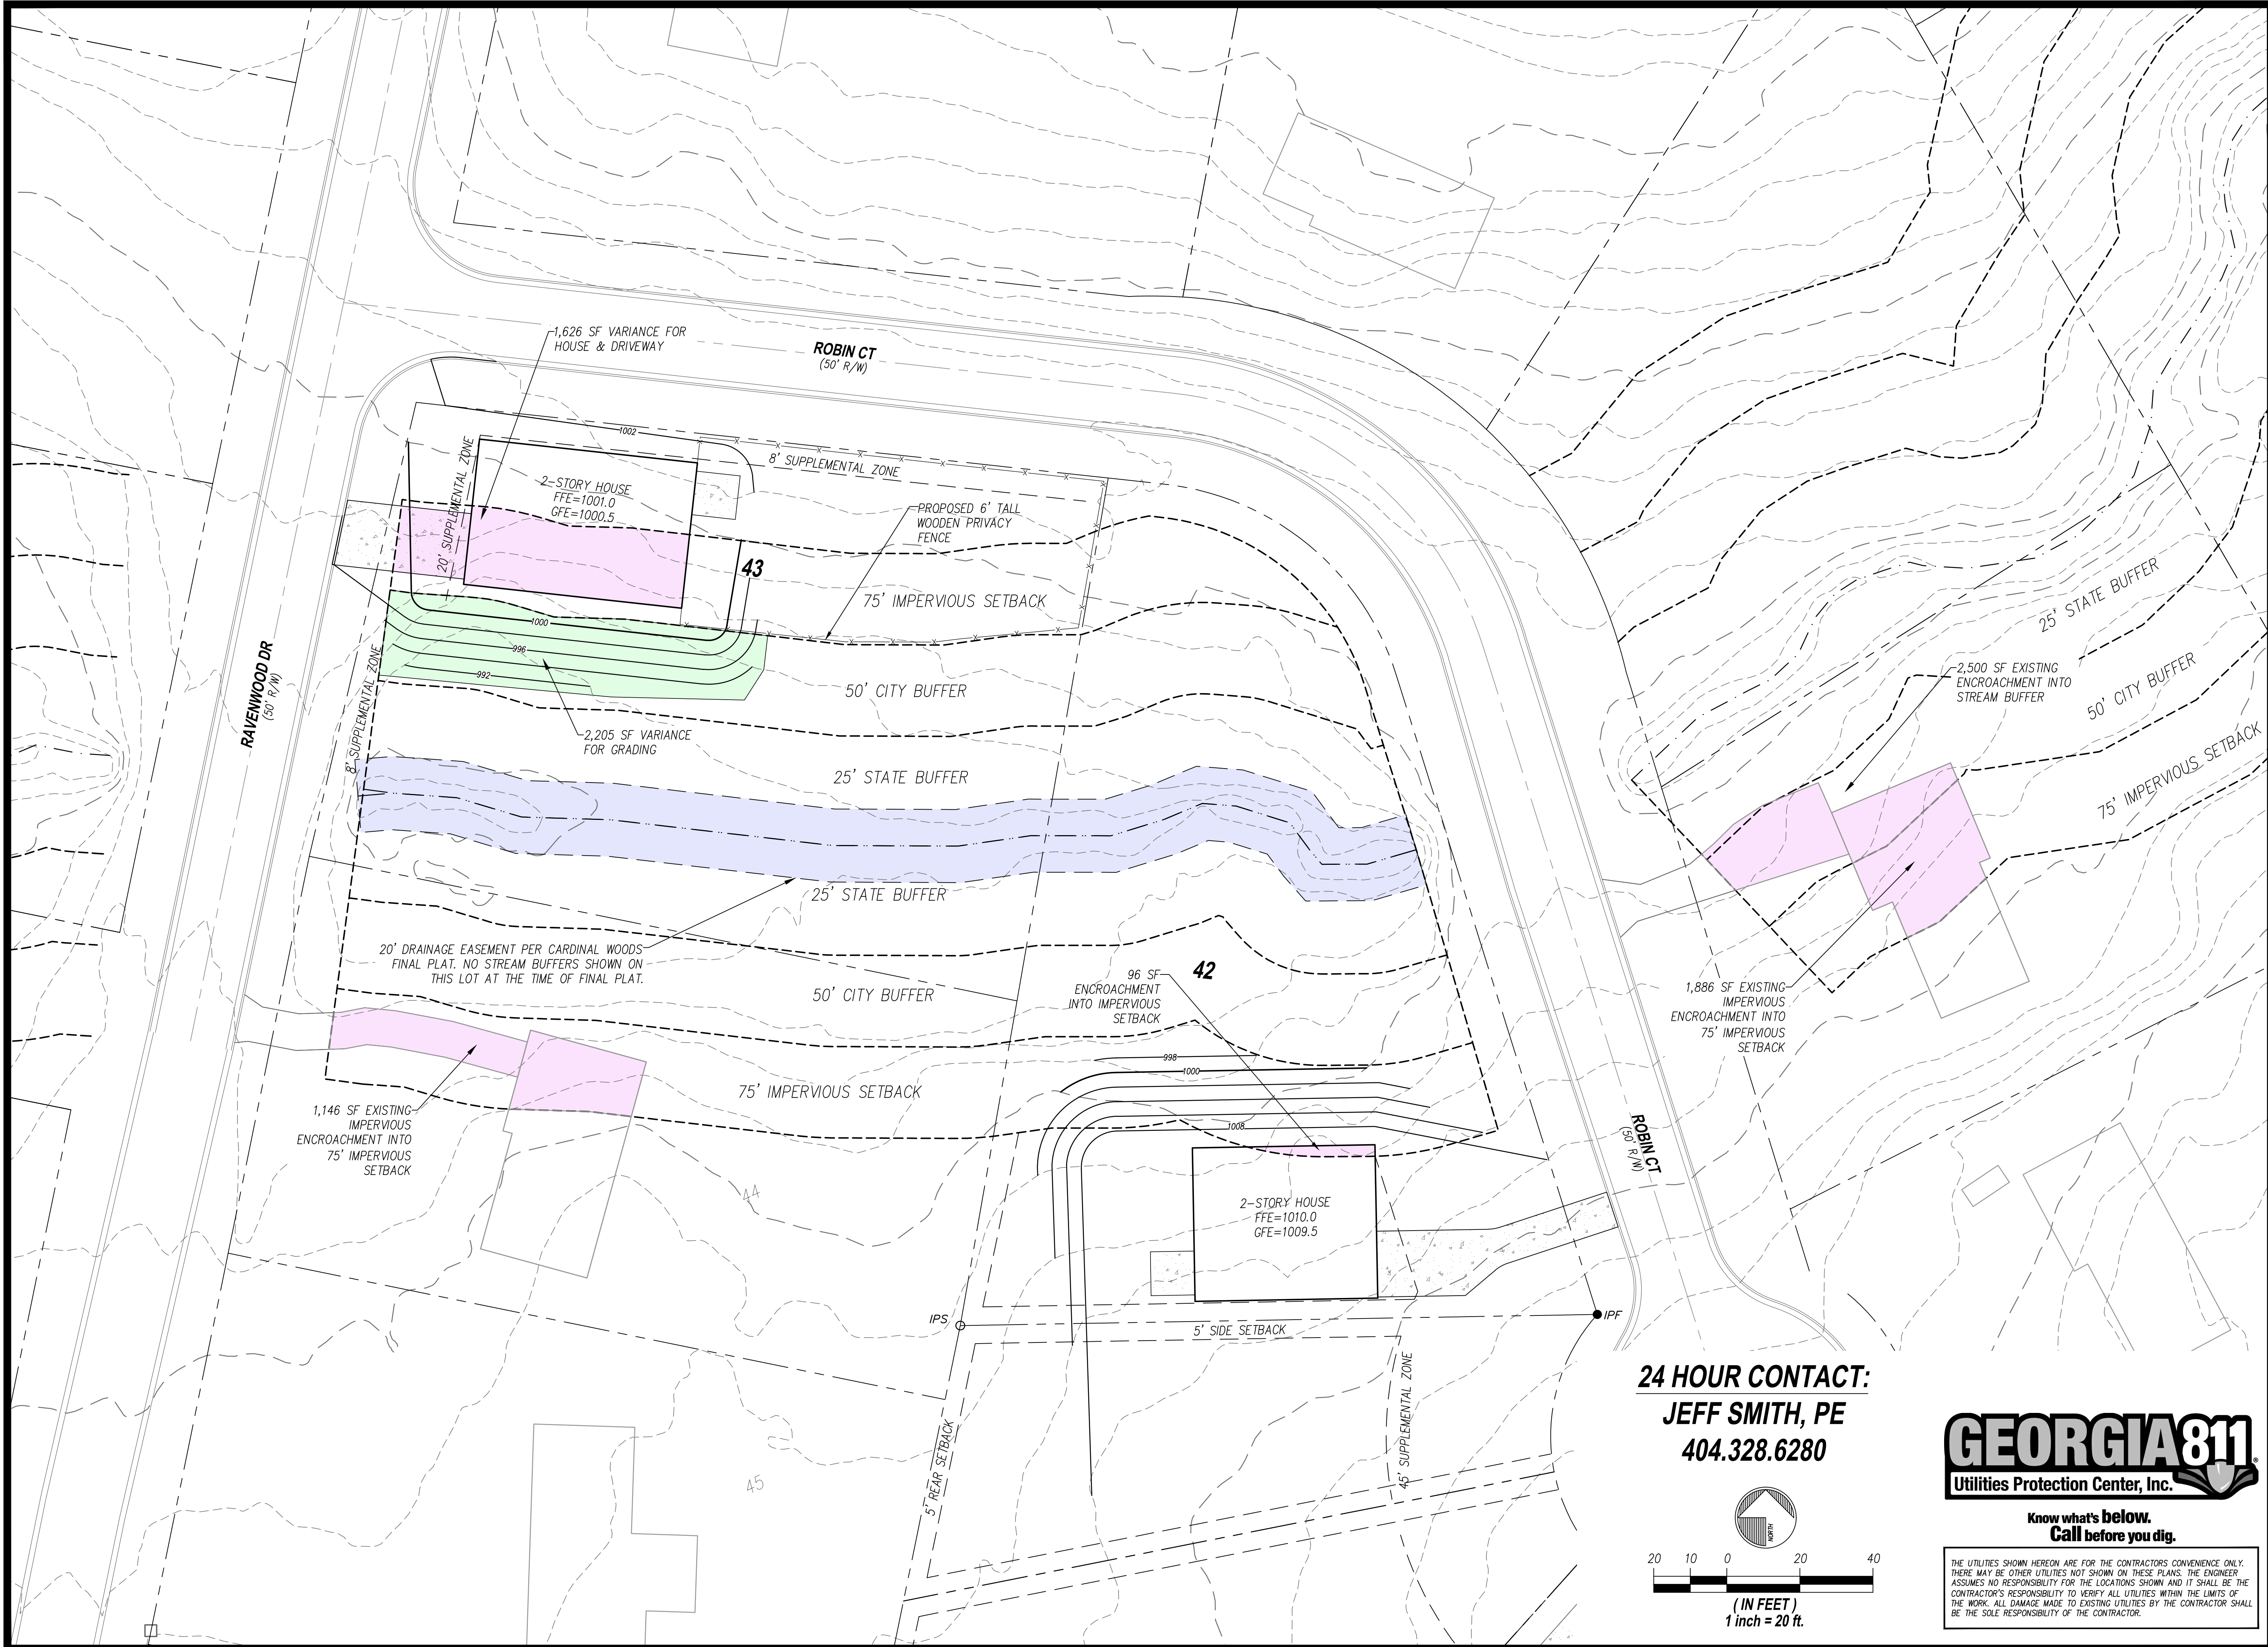 1,626 SF VARIANCE FOR
HOUSE & DRIVEWAY
ROBIN CT
(50' R/W)
1002
8' SUPPLEMENTAL ZONE
20' SUPPLEMENTAL ZONE
2-STORY HOUSE
FFE=1001.0
GFE=1000.5
PROPOSED 6' TALL
WOODEN PRIVACY
FENCE
43
75' IMPERVIOUS SETBACK
1000
996
992
RAVENWOOD DR
(50' R/W)
8' SUPPLEMENTAL ZONE
50' CITY BUFFER
2,205 SF VARIANCE
FOR GRADING
25' STATE BUFFER
25' STATE BUFFER
25' STATE BUFFER
2,500 SF EXISTING
ENCROACHMENT INTO
STREAM BUFFER
50' CITY BUFFER
75' IMPERVIOUS SETBACK
20' DRAINAGE EASEMENT PER CARDINAL WOODS
FINAL PLAT. NO STREAM BUFFERS SHOWN ON
THIS LOT AT THE TIME OF FINAL PLAT.
50' CITY BUFFER
96 SF
ENCROACHMENT
INTO IMPERVIOUS
SETBACK
42
1,886 SF EXISTING
IMPERVIOUS
ENCROACHMENT INTO
75' IMPERVIOUS
SETBACK
998
1000
75' IMPERVIOUS SETBACK
1,146 SF EXISTING
IMPERVIOUS
ENCROACHMENT INTO
75' IMPERVIOUS
SETBACK
1008
ROBIN CT
(50' R/W)
44
2-STORY HOUSE
FFE=1010.0
GFE=1009.5
IPS
IPF
5' SIDE SETBACK
5' REAR SETBACK
45' SUPPLEMENTAL ZONE
45
24 HOUR CONTACT:
JEFF SMITH, PE
404.328.6280
NORTH
20 10 0 20 40
( IN FEET )
1 inch = 20 ft.
GEORGIA811®
Utilities Protection Center, Inc.
Know what's below.
Call before you dig.
THE UTILITIES SHOWN HEREON ARE FOR THE CONTRACTORS CONVENIENCE ONLY.
THERE MAY BE OTHER UTILITIES NOT SHOWN ON THESE PLANS. THE ENGINEER
ASSUMES NO RESPONSIBILITY FOR THE LOCATIONS SHOWN AND IT SHALL BE THE
CONTRACTOR'S RESPONSIBILITY TO VERIFY ALL UTILITIES WITHIN THE LIMITS OF
THE WORK. ALL DAMAGE MADE TO EXISTING UTILITIES BY THE CONTRACTOR SHALL
BE THE SOLE RESPONSIBILITY OF THE CONTRACTOR.